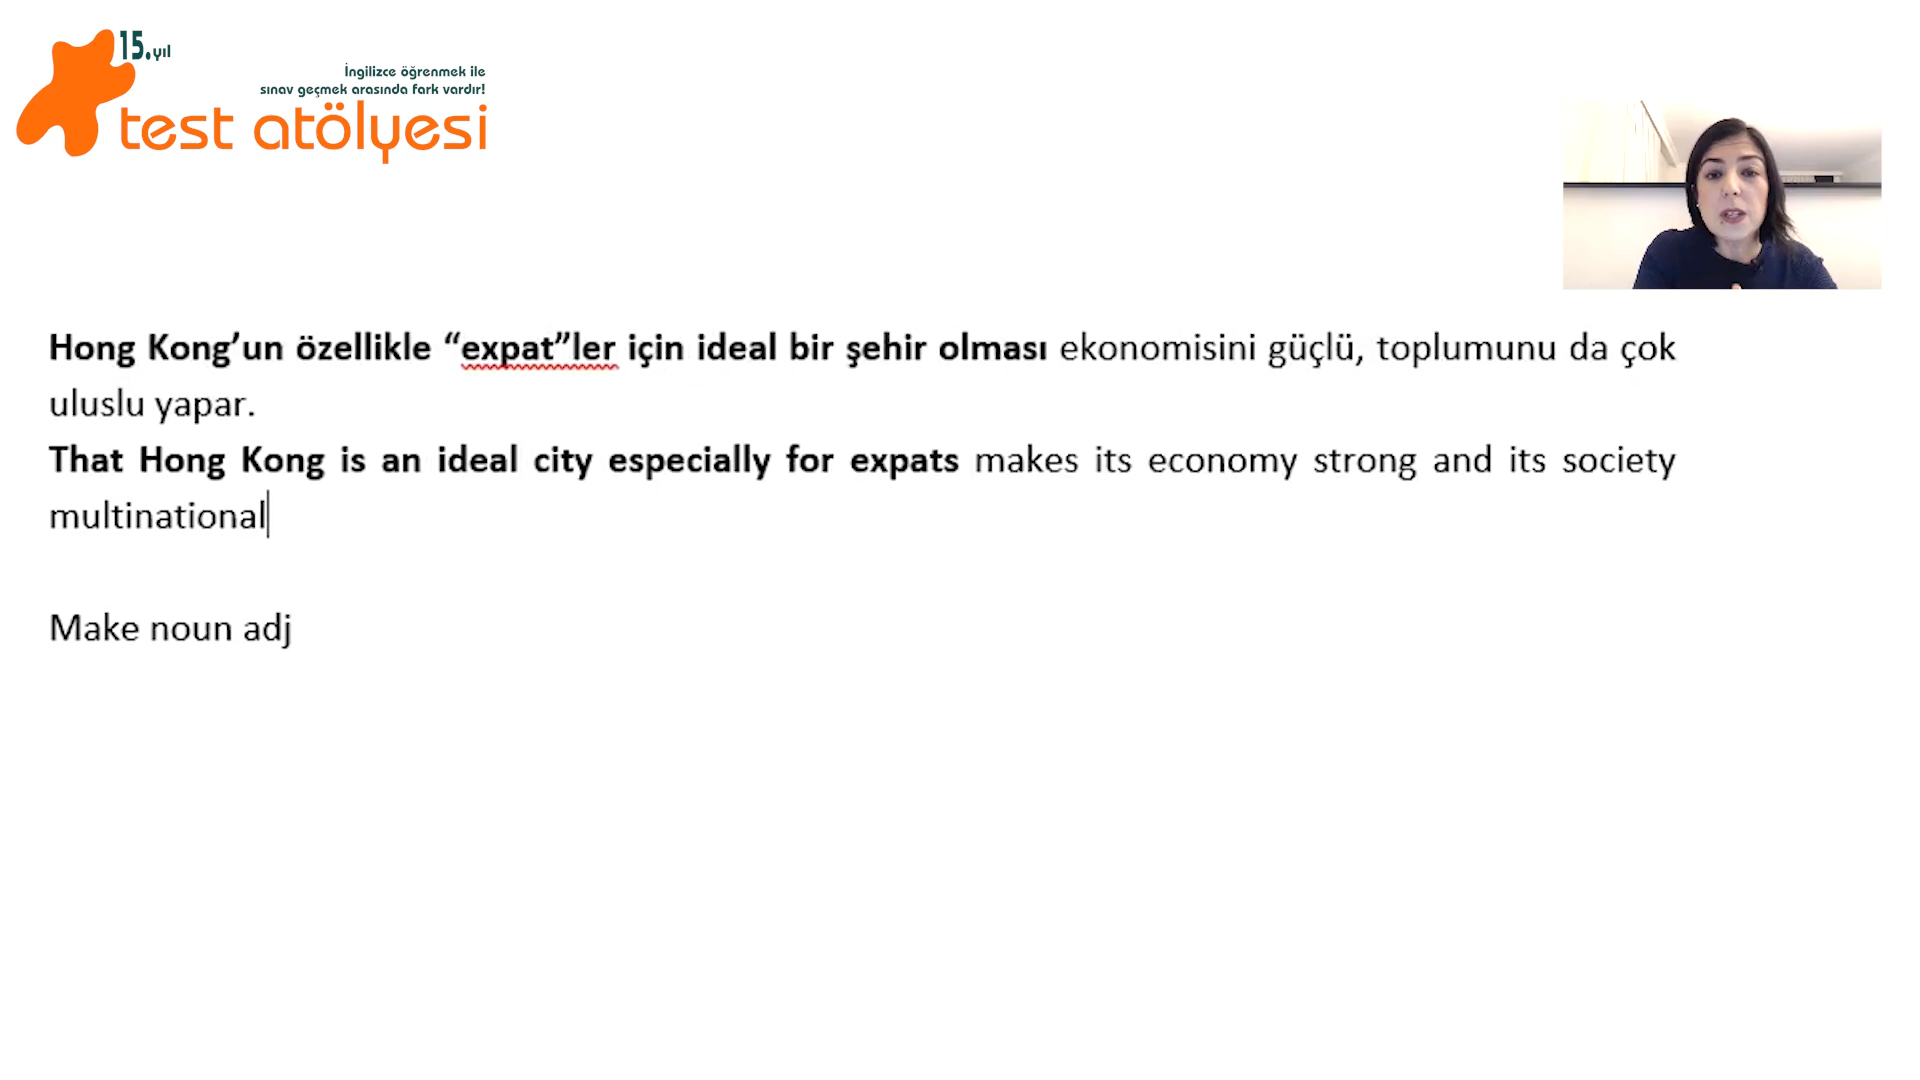 15.yıl
İngilizce öğrenmek ile
sınav geçmek arasında fark vardır!
test atölyesi
Hong Kong’un özellikle “expat”ler için ideal bir şehir olması ekonomisini güçlü, toplumunu da çok
uluslu yapar.
That Hong Kong is an ideal city especially for expats makes its economy strong and its society
multinational
Make noun adj